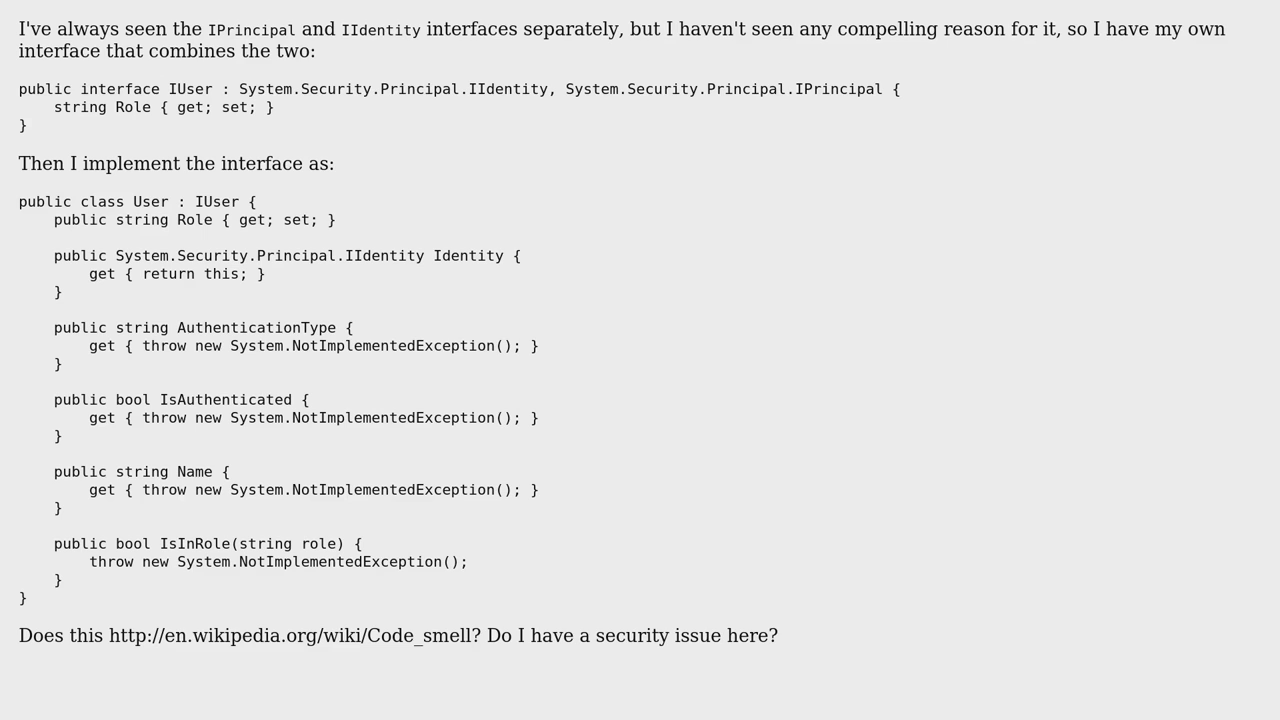 I've always seen the IPrincipal and IIdentity interfaces separately, but I haven't seen any compelling reason for it, so I have my own
interface that combines the two:
public interface IUser : System.Security.Principal.IIdentity, System.Security.Principal.IPrincipal {
    string Role { get; set; }
}
Then I implement the interface as:
public class User : IUser {
    public string Role { get; set; }
    public System.Security.Principal.IIdentity Identity {
        get { return this; }
    }
    public string AuthenticationType {
        get { throw new System.NotImplementedException(); }
    }
    public bool IsAuthenticated {
        get { throw new System.NotImplementedException(); }
    }
    public string Name {
        get { throw new System.NotImplementedException(); }
    }
    public bool IsInRole(string role) {
        throw new System.NotImplementedException();
    }
}
Does this http://en.wikipedia.org/wiki/Code_smell? Do I have a security issue here?